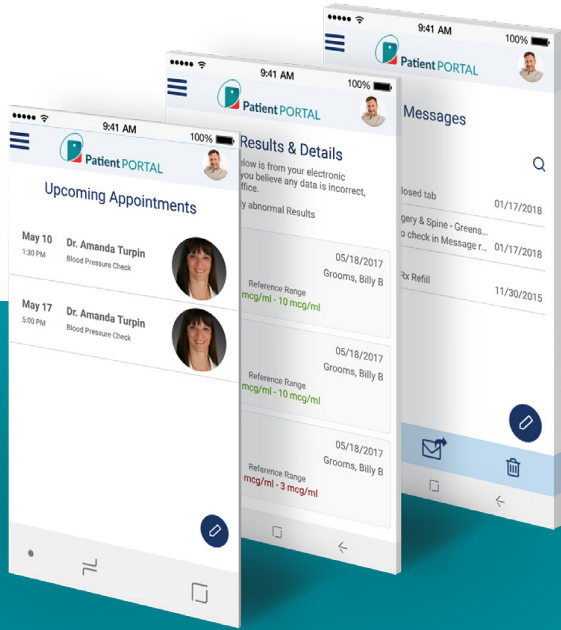 9:41 AM
100%
Patient PORTAL
Upcoming Appointments
May 10
Dr. Amanda Turpin
1:30 PM
Blood Pressure Check
May 17
Dr. Amanda Turpin
5:00 PM
Blood Pressure Check
9:41 AM
100%
Patient PORTAL
Results & Details
elow is from your electronic
you believe any data is incorrect,
ffice.
ly abnormal Results
05/18/2017
Grooms, Billy B
Reference Range
mcg/ml - 10 mcg/ml
05/18/2017
Grooms, Billy B
Reference Range
mcg/ml - 10 mcg/ml
05/18/2017
Grooms, Billy B
Reference Range
mcg/ml - 3 mcg/ml
9:41 AM
100%
Patient PORTAL
Messages
losed tab
01/17/2018
gery & Spine - Greens...
o check in Message r...
01/17/2018
Rx Refill
11/30/2015